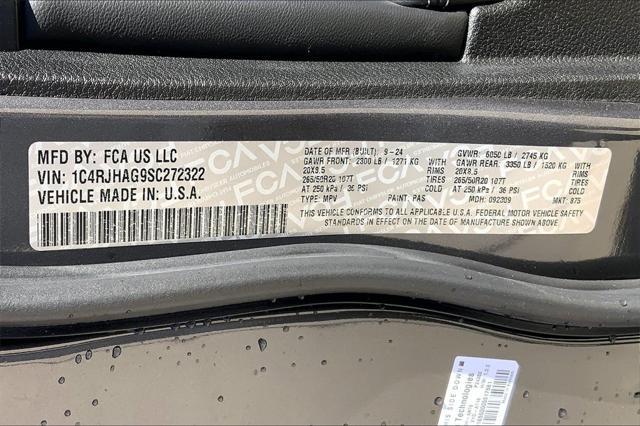 MFD BY: FCA US LLC
VIN: 1C4RJHAG9SC272322
VEHICLE MADE IN: U.S.A.
DATE OF MFR (BUILT): 9-24
GVWR: 6050 LB / 2745 KG
GAWR FRONT: 2800 LB / 1271 KG
GAWR REAR: 3350 LB / 1520 KG
20X8.5 RIMS
20X8.5 RIMS
265/50R20 107T TIRES
265/50R20 107T TIRES
AT 250 kPa / 36 PSI
AT 250 kPa / 36 PSI
TYPE: MPV PAINT: PAS MDH: 092309 MKT: 875
THIS VEHICLE CONFORMS TO ALL APPLICABLE U.S.A. FEDERAL MOTOR VEHICLE SAFETY
STANDARDS IN EFFECT ON THE DATE OF MANUFACTURE SHOWN ABOVE
SIDE DOWN
Technologies